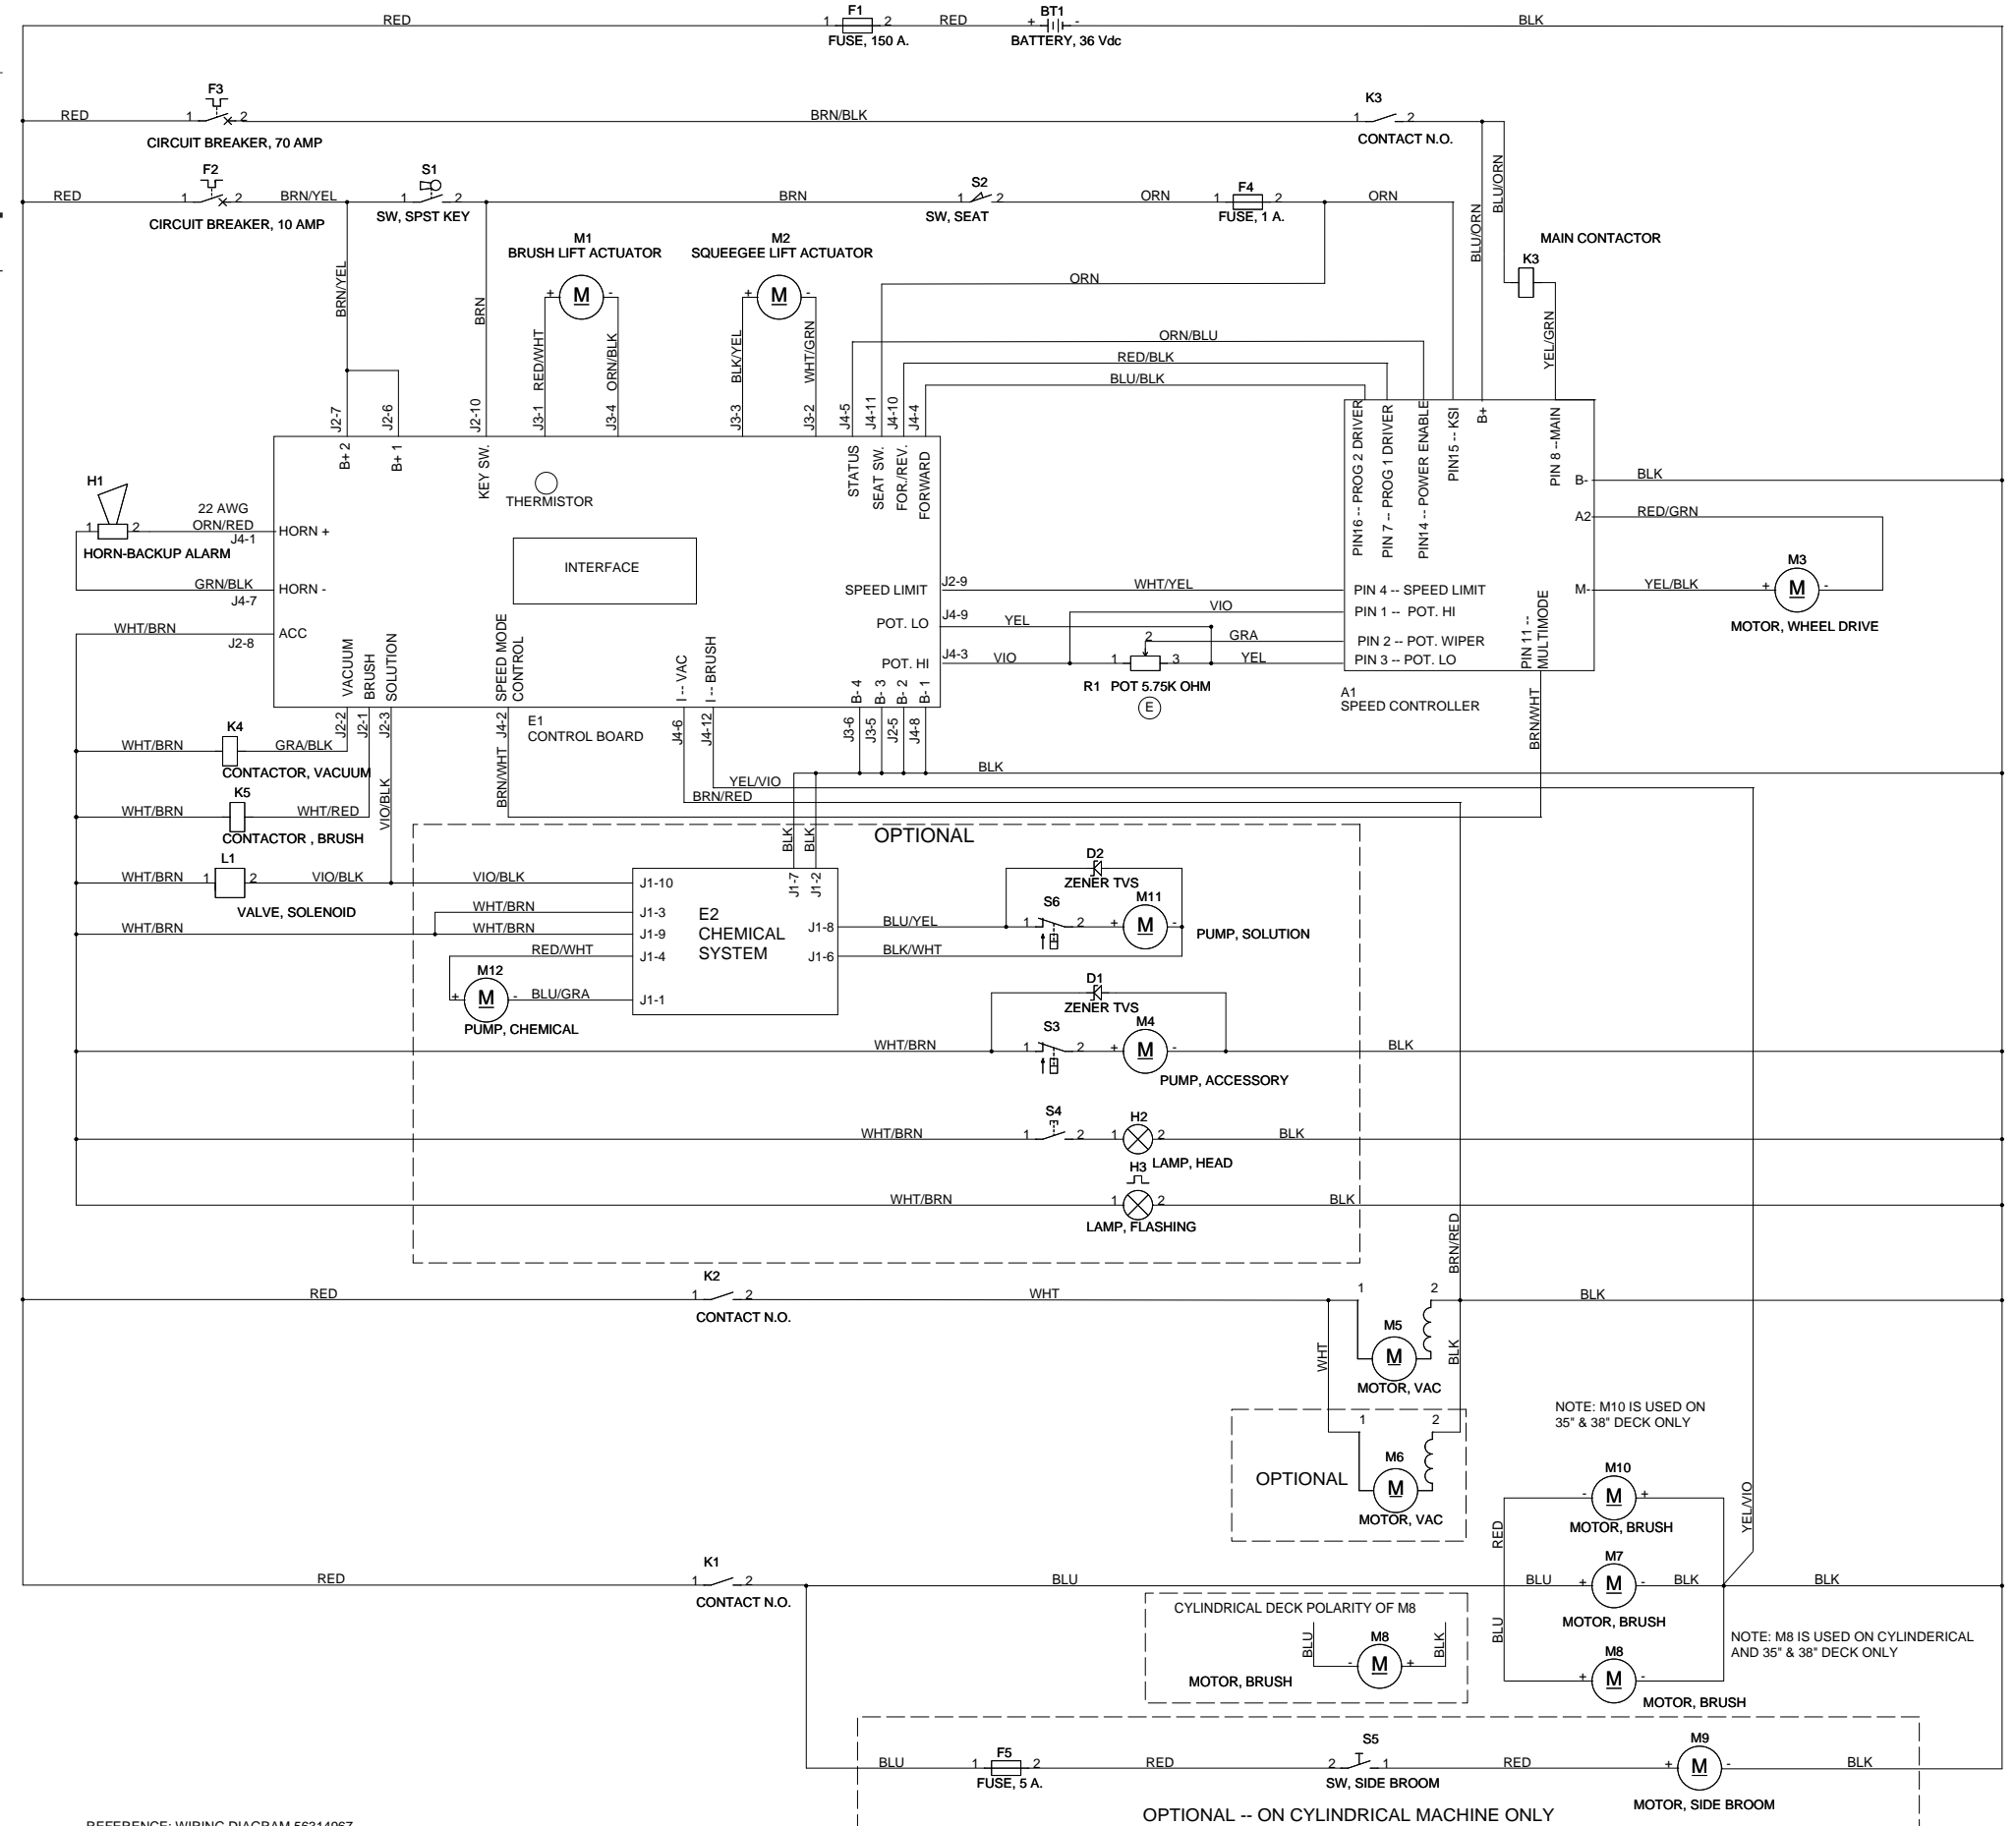 RED
F1
1 2
RED
BT1
+ -
BLK
FUSE, 150 A.
BATTERY, 36 Vdc
F3
RED
1 2
BRN/BLK
K3
1 2
CIRCUIT BREAKER, 70 AMP
CONTACT N.O.
F2
RED
1 2
BRN/YEL
S1
1 2
BRN
S2
1 2
ORN
F4
1 2
ORN
CIRCUIT BREAKER, 10 AMP
SW, SPST KEY
SW, SEAT
FUSE, 1 A.
BLU/ORN
BLU/ORN
MAIN CONTACTOR
K3
YEL/GRN
M1
BRUSH LIFT ACTUATOR
+ M -
M2
SQUEEGEE LIFT ACTUATOR
+ M -
ORN
BRN/YEL
BRN
RED/WHT
ORN/BLK
BLK/YEL
WHT/GRN
ORN/BLU
RED/BLK
BLU/BLK
J2-7
J2-6
J2-10
J3-1
J3-4
J3-3
J3-2
J4-5
J4-11
J4-10
J4-4
B+ 2
B+ 1
KEY SW.
THERMISTOR
STATUS
SEAT SW.
FOR./REV.
FORWARD
PIN16 -- PROG 2 DRIVER
PIN 7 -- PROG 1 DRIVER
PIN14 -- POWER ENABLE
PIN15 -- KSI
B+
PIN 8 --MAIN
B-
BLK
A2
RED/GRN
M-
YEL/BLK
M3
+ M -
MOTOR, WHEEL DRIVE
H1
1 2
22 AWG
ORN/RED
J4-1
HORN +
HORN-BACKUP ALARM
GRN/BLK
J4-7
HORN -
WHT/BRN
J2-8
ACC
INTERFACE
SPEED LIMIT
J2-9
WHT/YEL
PIN 4 -- SPEED LIMIT
POT. LO
J4-9
YEL
VIO
PIN 1 -- POT. HI
2
GRA
PIN 2 -- POT. WIPER
POT. HI
J4-3
VIO
1 3
YEL
PIN 3 -- POT. LO
PIN 11 --
MULTIMODE
R1 POT 5.75K OHM
E
A1
SPEED CONTROLLER
BRN/WHT
VACUUM
BRUSH
SOLUTION
SPEED MODE
CONTROL
I -- VAC
I -- BRUSH
B- 4
B- 3
B- 2
B- 1
J2-2
J2-1
J2-3
J4-2
J4-6
J4-12
J3-6
J3-5
J2-5
J4-8
E1
CONTROL BOARD
WHT/BRN
K4
GRA/BLK
CONTACTOR, VACUUM
WHT/BRN
K5
WHT/RED
CONTACTOR , BRUSH
VIO/BLK
BRN/WHT
BLK
YEL/VIO
BRN/RED
OPTIONAL
BLK
BLK
WHT/BRN
L1
1 2
VIO/BLK
VIO/BLK
VALVE, SOLENOID
WHT/BRN
J1-10
J1-7
J1-2
WHT/BRN
J1-3
WHT/BRN
J1-9
RED/WHT
J1-4
E2
CHEMICAL
SYSTEM
J1-8
J1-6
M12
+ M -
BLU/GRA
J1-1
PUMP, CHEMICAL
D2
ZENER TVS
BLU/YEL
S6
1 2
M11
+ M -
PUMP, SOLUTION
BLK/WHT
D1
ZENER TVS
WHT/BRN
S3
1 2
M4
+ M -
BLK
PUMP, ACCESSORY
WHT/BRN
S4
1 2
H2
1 2
BLK
LAMP, HEAD
WHT/BRN
H3
1 2
BLK
LAMP, FLASHING
BRN/RED
RED
K2
1 2
CONTACT N.O.
WHT
1 2
BLK
WHT
M5
M
BLK
MOTOR, VAC
1 2
OPTIONAL
M6
M
MOTOR, VAC
NOTE: M10 IS USED ON
35" & 38" DECK ONLY
M10
- M +
MOTOR, BRUSH
RED
YEL/VIO
RED
K1
1 2
CONTACT N.O.
BLU
BLU
M7
+ M -
BLK
BLK
MOTOR, BRUSH
CYLINDRICAL DECK POLARITY OF M8
BLU
M8
- M +
BLK
MOTOR, BRUSH
BLU
M8
+ M -
MOTOR, BRUSH
NOTE: M8 IS USED ON CYLINDERICAL
AND 35" & 38" DECK ONLY
BLU
F5
1 2
FUSE, 5 A.
RED
S5
2 1
SW, SIDE BROOM
RED
M9
+ M -
BLK
MOTOR, SIDE BROOM
OPTIONAL -- ON CYLINDRICAL MACHINE ONLY
REFERENCE: WIRING DIAGRAM 56314967